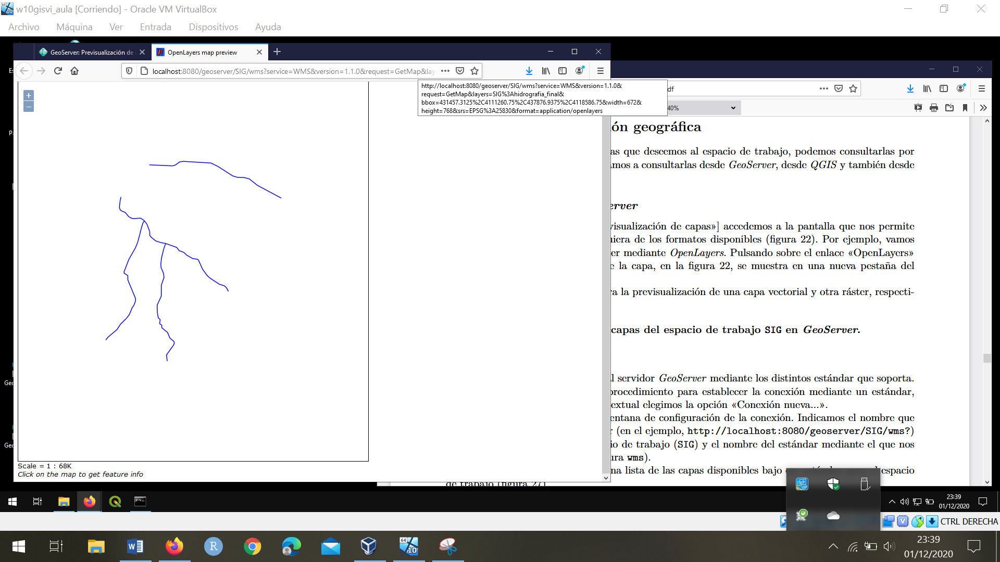 w10gisvi_aula [Corriendo] - Oracle VM VirtualBox
Archivo Máquina Ver Entrada Dispositivos Ayuda
GeoServer: Previsualización de
OpenLayers map preview
localhost:8080/geoserver/SIG/wms?service=WMS&version=1.1.0&request=GetMap&lay
http://localhost:8080/geoserver/SIG/wms?service=WMS&version=1.1.0&
request=GetMap&layers=SIG%3Ahidrografia_final&
bbox=431457.3125%2C4111260.75%2C437876.9375%2C4118586.75&width=672&
height=768&srs=EPSG%3A25830&format=application/openlayers
df
40%
+
−
ión geográfica
as que deseemos al espacio de trabajo, podemos consultarlas por
amos a consultarlas desde GeoServer, desde QGIS y también desde
erver
visualización de capas»] accedemos a la pantalla que nos permite
uiera de los formatos disponibles (figura 22). Por ejemplo, vamos
er mediante OpenLayers. Pulsando sobre el enlace «OpenLayers»
e la capa, en la figura 22, se muestra en una nueva pestaña del
ra la previsualización de una capa vectorial y otra ráster, respecti-
capas del espacio de trabajo SIG en GeoServer.
al servidor GeoServer mediante los distintos estándar que soporta.
procedimiento para establecer la conexión mediante un estándar,
extual elegimos la opción «Conexión nueva...».
entana de configuración de la conexión. Indicamos el nombre que
r (en el ejemplo, http://localhost:8080/geoserver/SIG/wms?)
io de trabajo (SIG) y el nombre del estándar mediante el que nos
ura wms).
na lista de las capas disponibles bajo espacio
de trabajo (figura 27)
Scale = 1 : 68K
Click on the map to get feature info
Geo
Geo
23:39
01/12/2020
CTRL DERECHA
64
10
23:39
01/12/2020